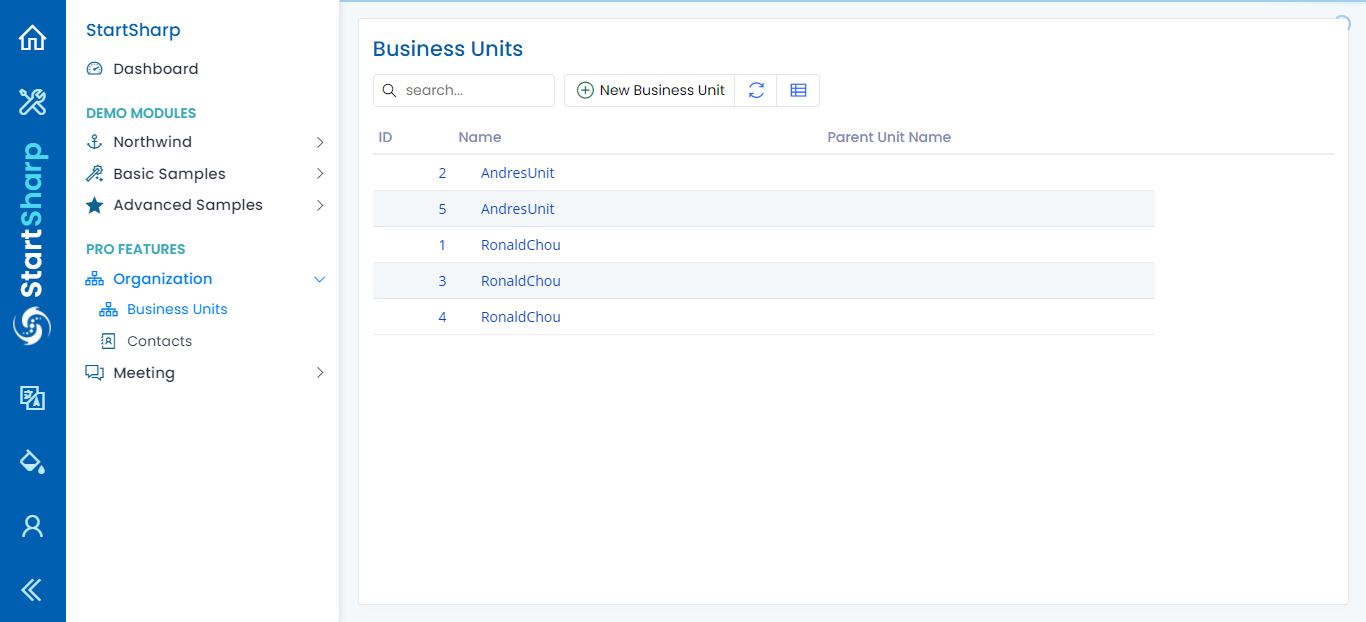 StartSharp
StartSharp
Dashboard
DEMO MODULES
Northwind
Basic Samples
Advanced Samples
PRO FEATURES
Organization
Business Units
Contacts
Meeting
Business Units
search...
New Business Unit
ID Name Parent Unit Name
2 AndresUnit
5 AndresUnit
1 RonaldChou
3 RonaldChou
4 RonaldChou